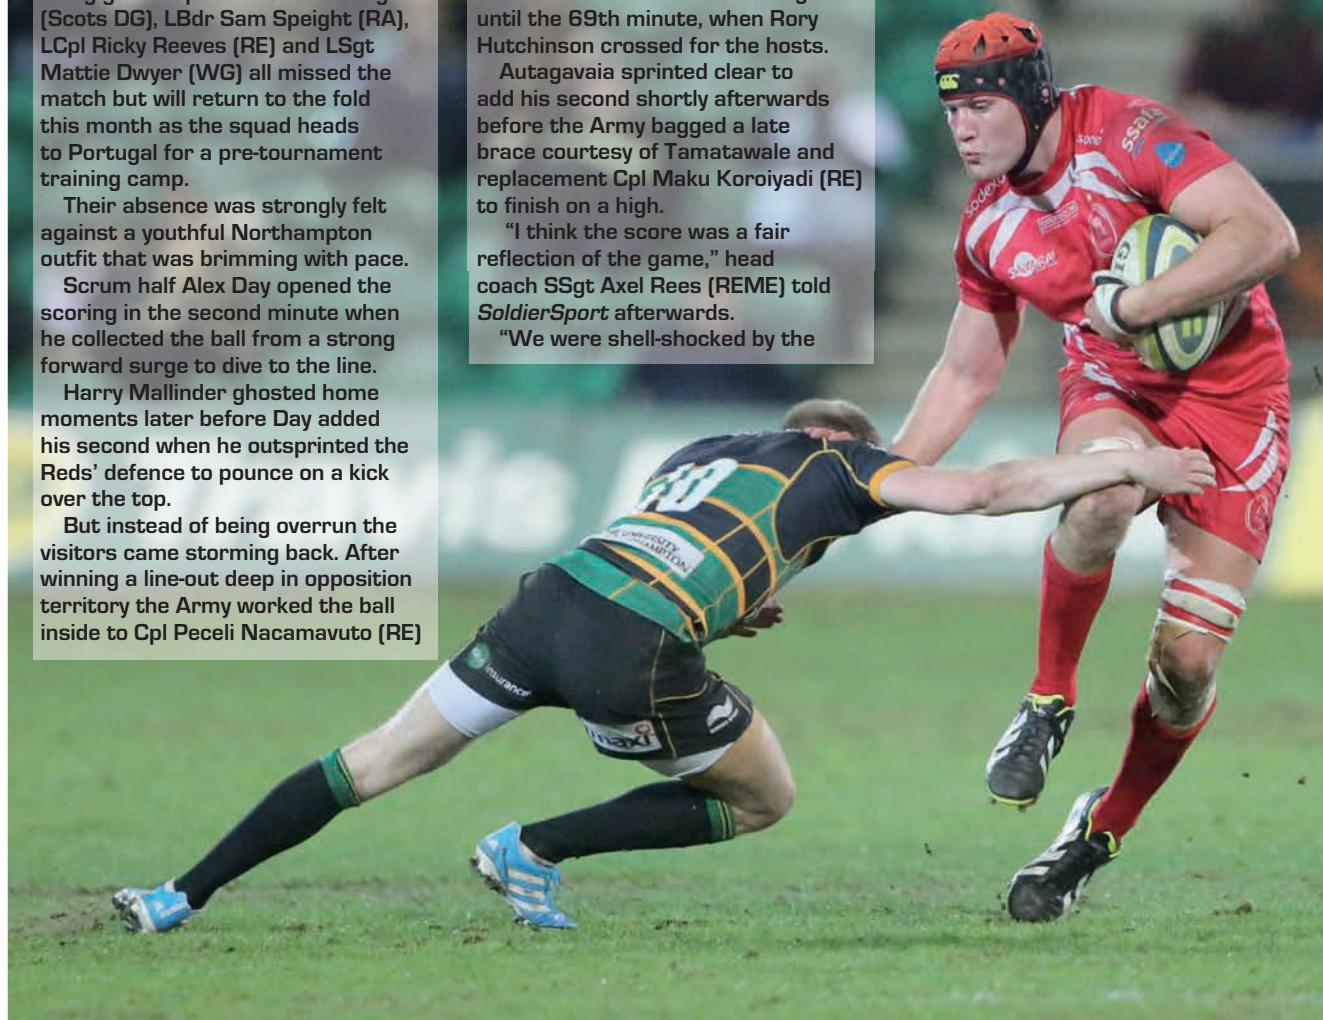 (Scots DG), LBdr Sam Speight (RA),
LCpl Ricky Reeves (RE) and LSgt
Mattie Dwyer (WG) all missed the
match but will return to the fold
this month as the squad heads
to Portugal for a pre-tournament
training camp.
Their absence was strongly felt
against a youthful Northampton
outfit that was brimming with pace.
Scrum half Alex Day opened the
scoring in the second minute when
he collected the ball from a strong
forward surge to dive to the line.
Harry Mallinder ghosted home
moments later before Day added
his second when he outsprinted the
Reds’ defence to pounce on a kick
over the top.
But instead of being overrun the
visitors came storming back. After
winning a line-out deep in opposition
territory the Army worked the ball
inside to Cpl Peceli Nacamavuto (RE)
until the 69th minute, when Rory
Hutchinson crossed for the hosts.
Autagavaia sprinted clear to
add his second shortly afterwards
before the Army bagged a late
brace courtesy of Tamatawale and
replacement Cpl Maku Koroiyadi (RE)
to finish on a high.
“I think the score was a fair
reflection of the game,” head
coach SSgt Axel Rees (REME) told
SoldierSport afterwards.
“We were shell-shocked by the
ssafa
sodexo
SAMURAI
10
UNIVERSITY
insurance
maxi